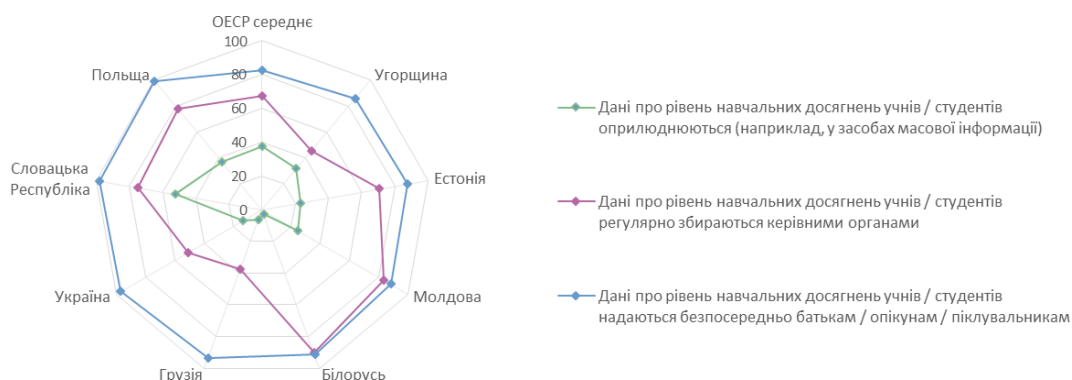 ОЕСР середнє
100
80
60
40
20
0
Угорщина
Естонія
Молдова
Білорусь
Грузія
Україна
Словацька
Республіка
Польща
Дані про рівень навчальних досягнень учнів / студентів
оприлюднюються (наприклад, у засобах масової інформації)
Дані про рівень навчальних досягнень учнів / студентів
регулярно збираються керівними органами
Дані про рівень навчальних досягнень учнів / студентів
надаються безпосередньо батькам / опікунам / піклувальникам